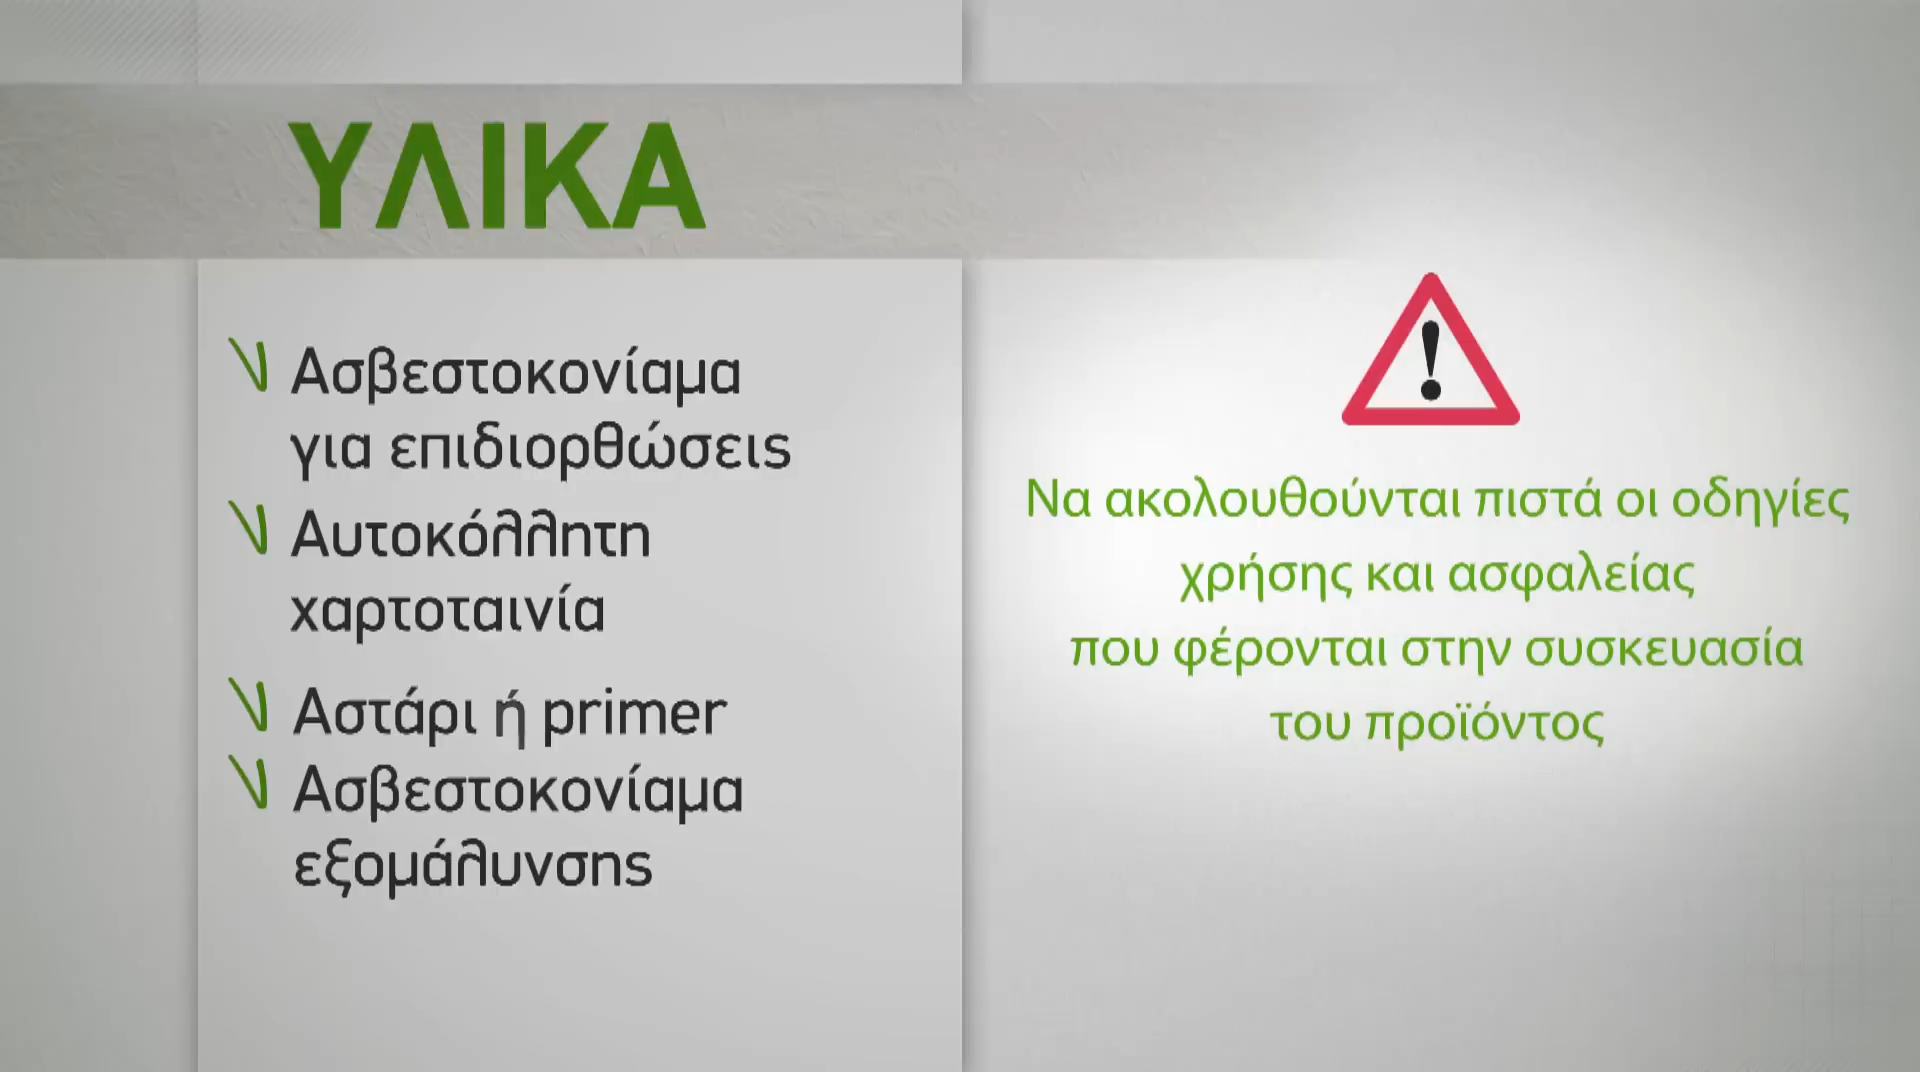 ΥΛΙΚΑ
Ασβεστοκονίαμα
για επιδιορθώσεις
Αυτοκόλλητη
χαρτοταινία
Αστάρι ή primer
Ασβεστοκονίαμα
εξομάλυνσης
Να ακολουθούνται πιστά οι οδηγίες
χρήσης και ασφαλείας
που φέρονται στην συσκευασία
του προϊόντος